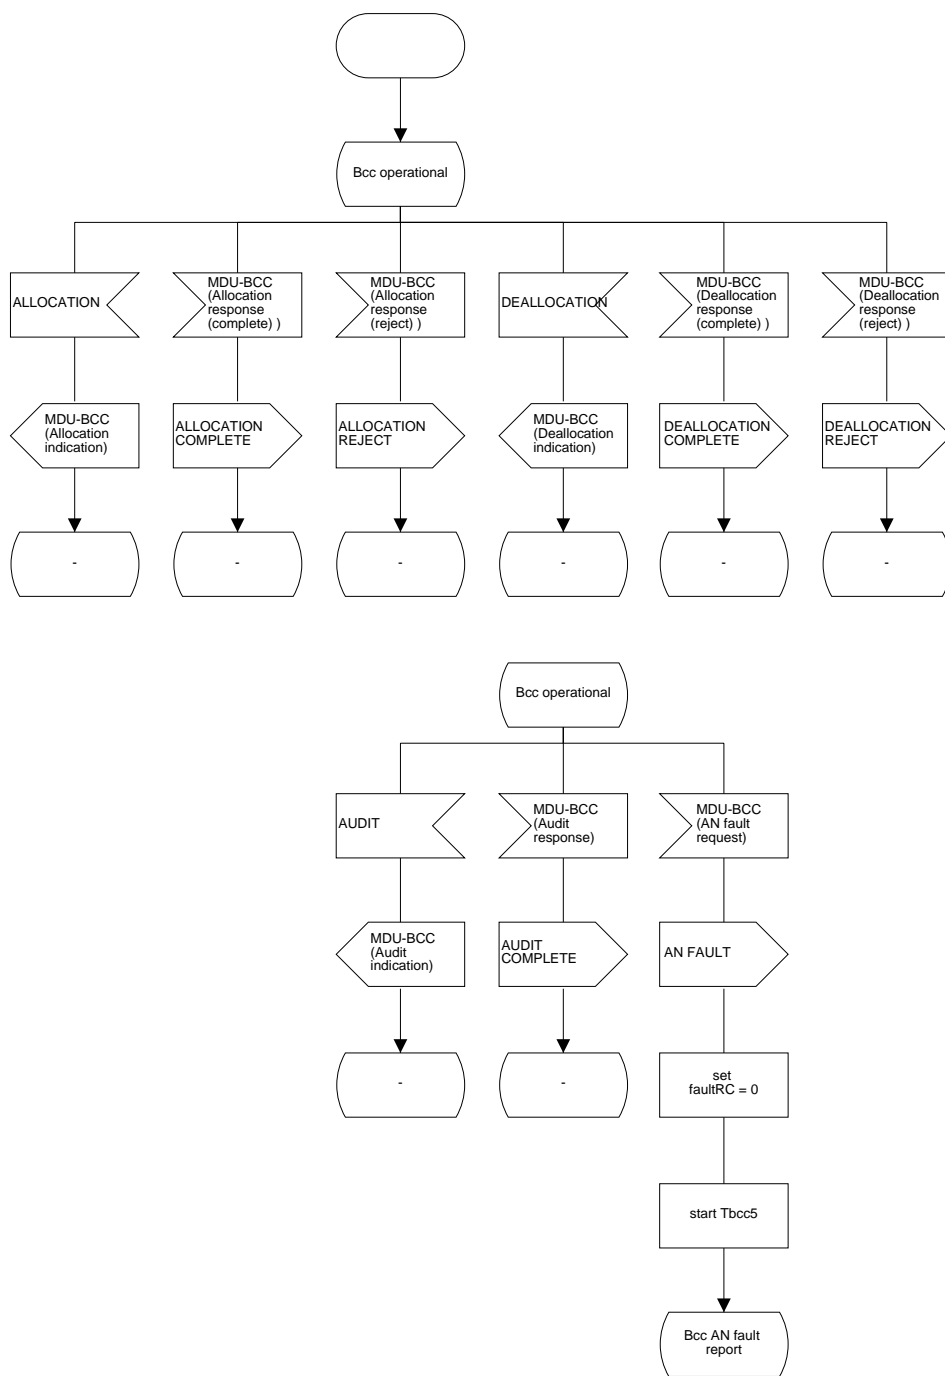 Bcc operational
ALLOCATION
MDU-BCC
(Allocation
response
(complete) )
MDU-BCC
(Allocation
response
(reject) )
DEALLOCATION
MDU-BCC
(Deallocation
response
(complete) )
MDU-BCC
(Deallocation
response
(reject) )
MDU-BCC
(Allocation
indication)
ALLOCATION
COMPLETE
ALLOCATION
REJECT
MDU-BCC
(Deallocation
indication)
DEALLOCATION
COMPLETE
DEALLOCATION
REJECT
-
-
-
-
-
-
Bcc operational
AUDIT
MDU-BCC
(Audit
response)
MDU-BCC
(AN fault
request)
MDU-BCC
(Audit
indication)
AUDIT
COMPLETE
AN FAULT
-
-
set
faultRC = 0
start Tbcc5
Bcc AN fault
report